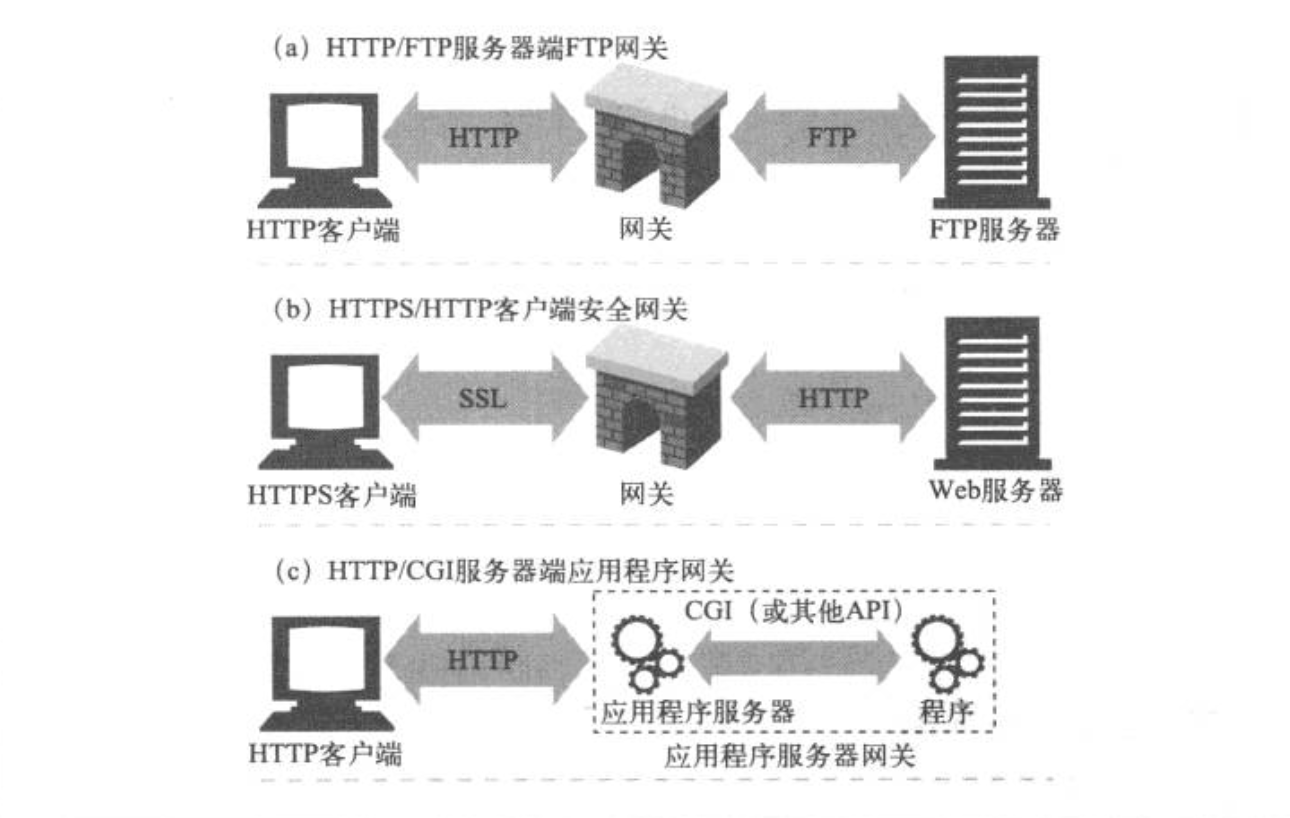 （a）HTTP/FTP服务器端FTP网关
HTTP
FTP
HTTP客户端
网关
FTP服务器
（b）HTTPS/HTTP客户端安全网关
SSL
HTTP
HTTPS客户端
网关
Web服务器
（c）HTTP/CGI服务器端应用程序网关
CGI（或其他API）
HTTP
应用程序服务器
程序
HTTP客户端
应用程序服务器网关